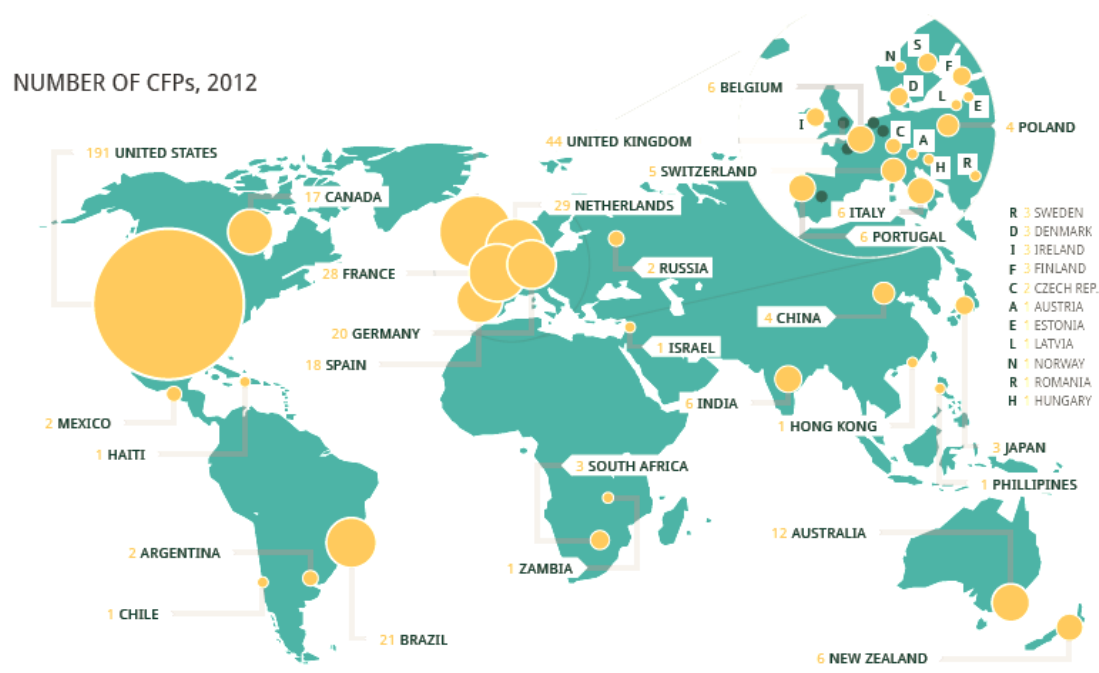 NUMBER OF CFPs, 2012
191 UNITED STATES
17 CANADA
44 UNITED KINGDOM
6 BELGIUM
5 SWITZERLAND
29 NETHERLANDS
28 FRANCE
20 GERMANY
18 SPAIN
2 RUSSIA
6 ITALY
6 PORTUGAL
4 POLAND
N
S
F
D
L
E
I
C
A
H
R
R 3 SWEDEN
D 3 DENMARK
I 3 IRELAND
F 3 FINLAND
C 2 CZECH REP.
A 1 AUSTRIA
E 1 ESTONIA
L 1 LATVIA
N 1 NORWAY
R 1 ROMANIA
H 1 HUNGARY
4 CHINA
1 ISRAEL
6 INDIA
1 HONG KONG
3 JAPAN
1 PHILLIPINES
2 MEXICO
1 HAITI
3 SOUTH AFRICA
1 ZAMBIA
12 AUSTRALIA
2 ARGENTINA
1 CHILE
21 BRAZIL
6 NEW ZEALAND